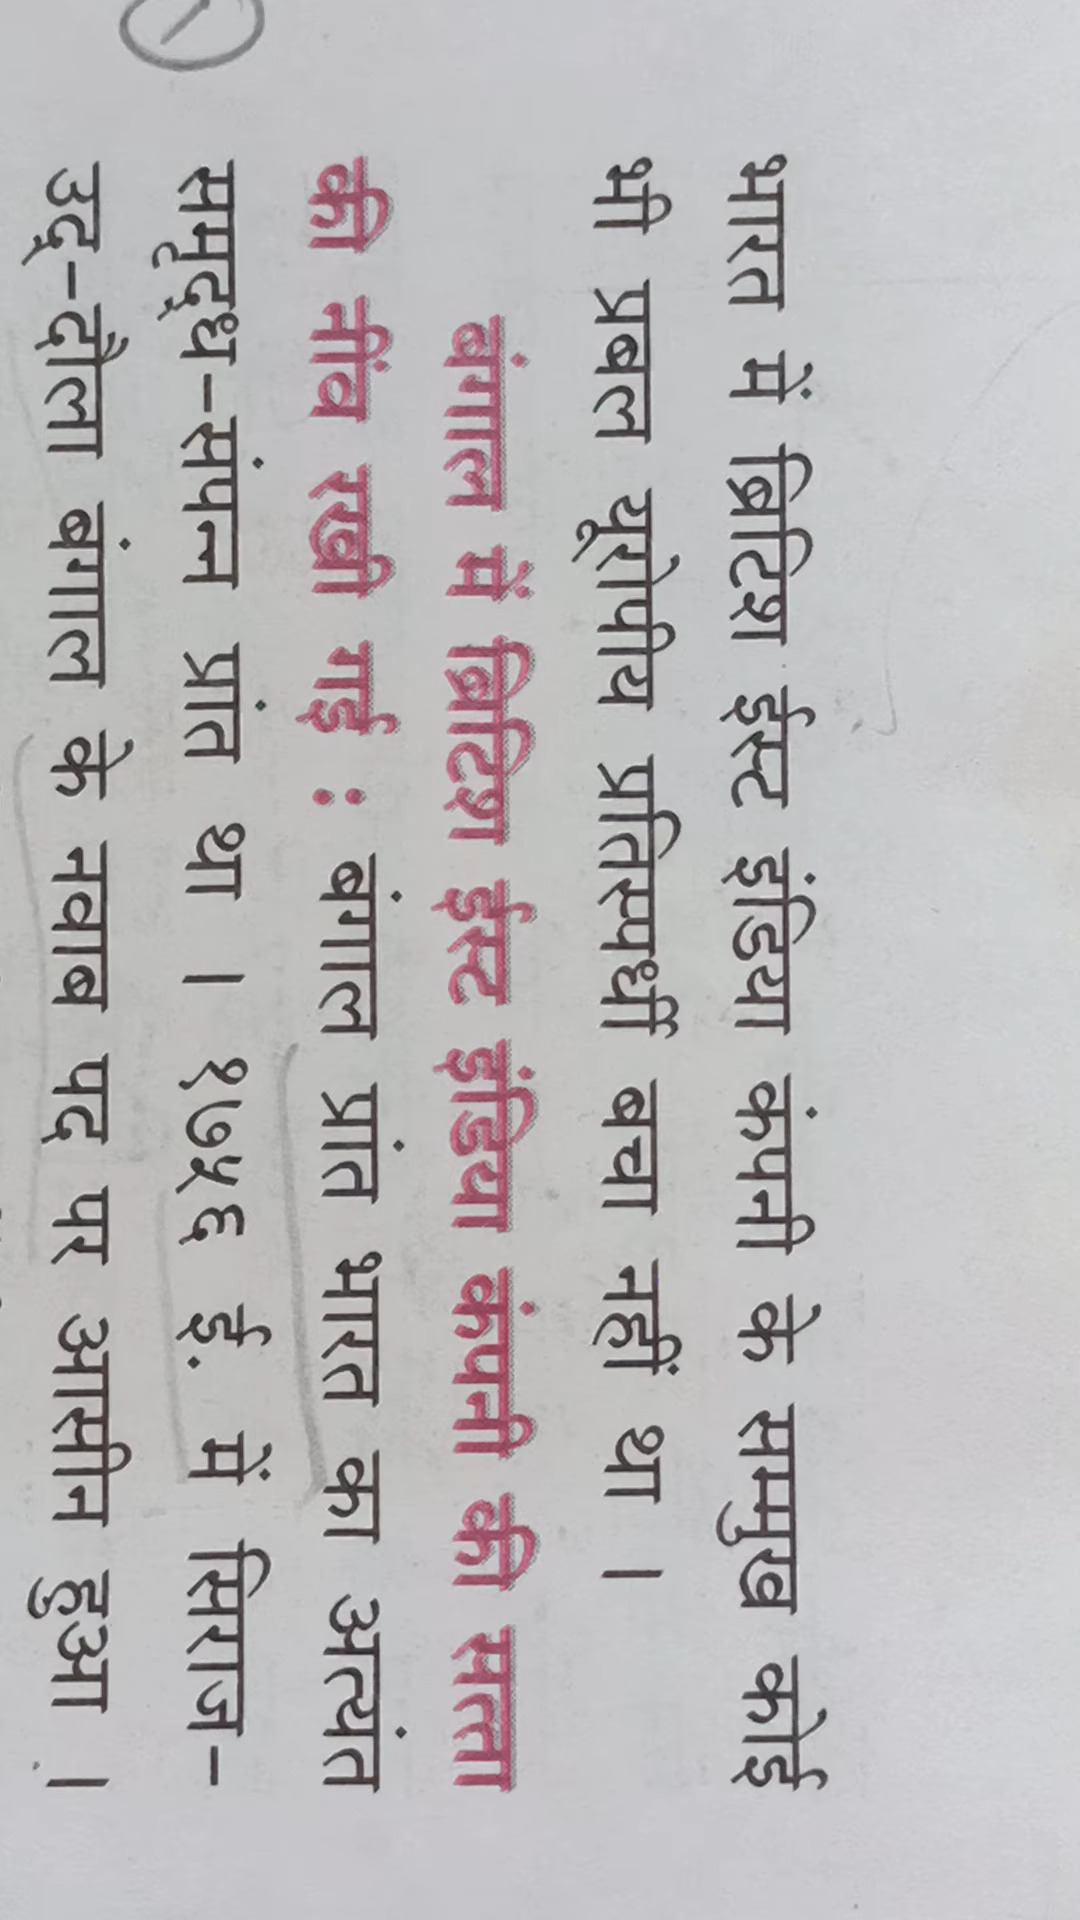 भारत में ब्रिटिश ईस्ट इंडिया कंपनी के सम्मुख कोई
भी प्रबल यूरोपीय प्रतिस्पर्धी बचा नहीं था ।
बंगाल में ब्रिटिश ईस्ट इंडिया कंपनी की सत्ता
की नींव रखी गई : बंगाल प्रांत भारत का अत्यंत
समृद्ध-संपन्न प्रांत था । १७५६ ई. में सिराज-
उद्-दौला बंगाल के नवाब पद पर आसीन हुआ ।